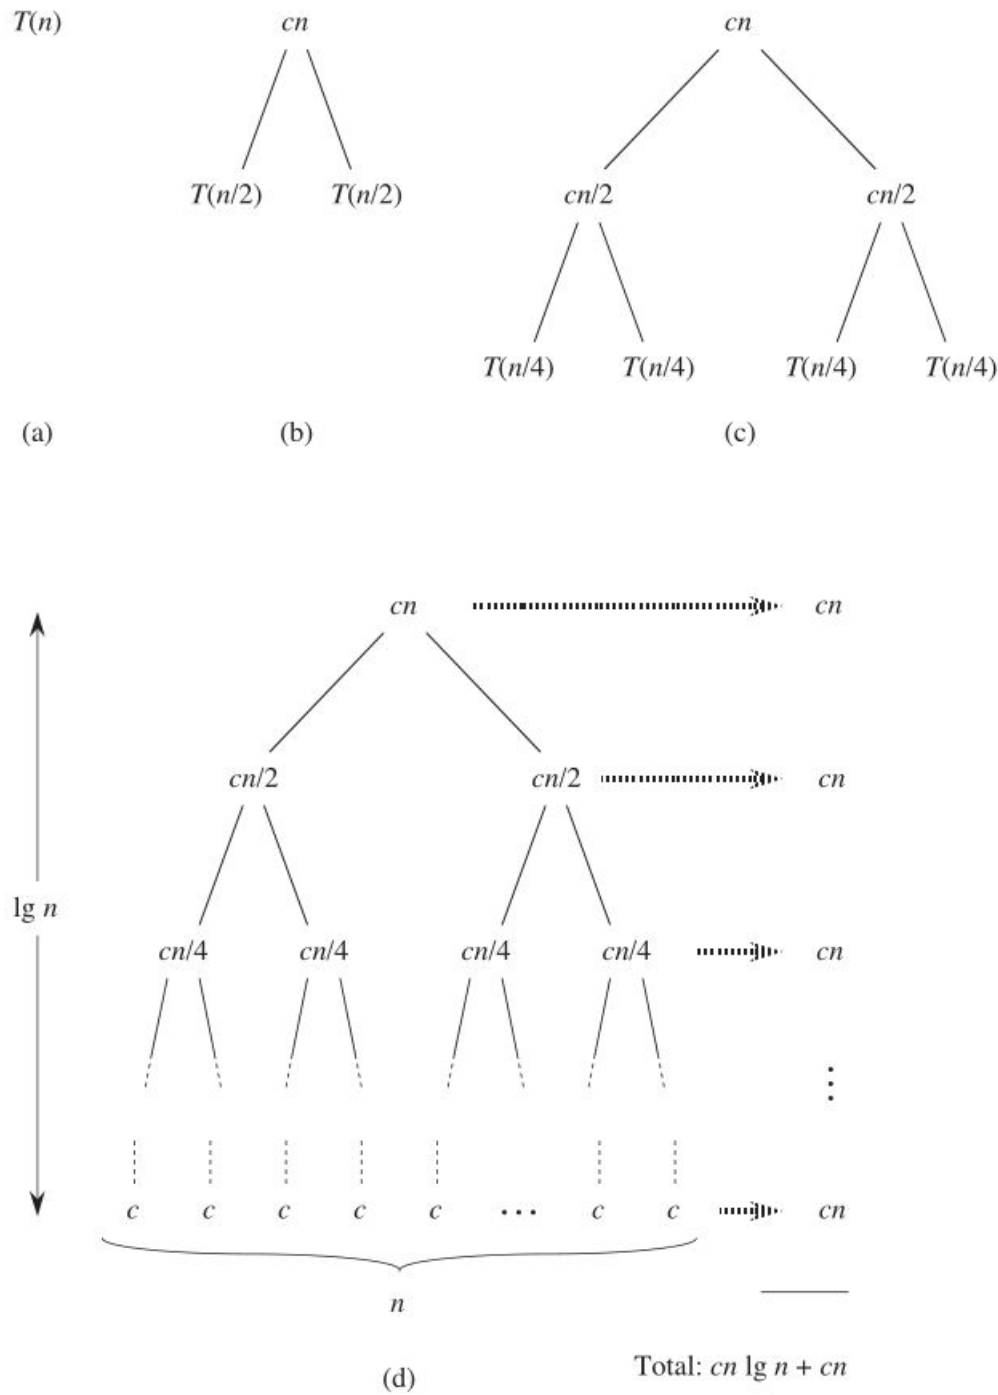 T(n) cn cn
T(n/2) T(n/2) cn/2 cn/2
T(n/4) T(n/4) T(n/4) T(n/4)
(a) (b) (c)
cn cn
cn/2 cn/2 cn
lg n
cn/4 cn/4 cn/4 cn/4 cn
⋮
c c c c c ⋯ c c cn
n
Total: cn lg n + cn
(d)